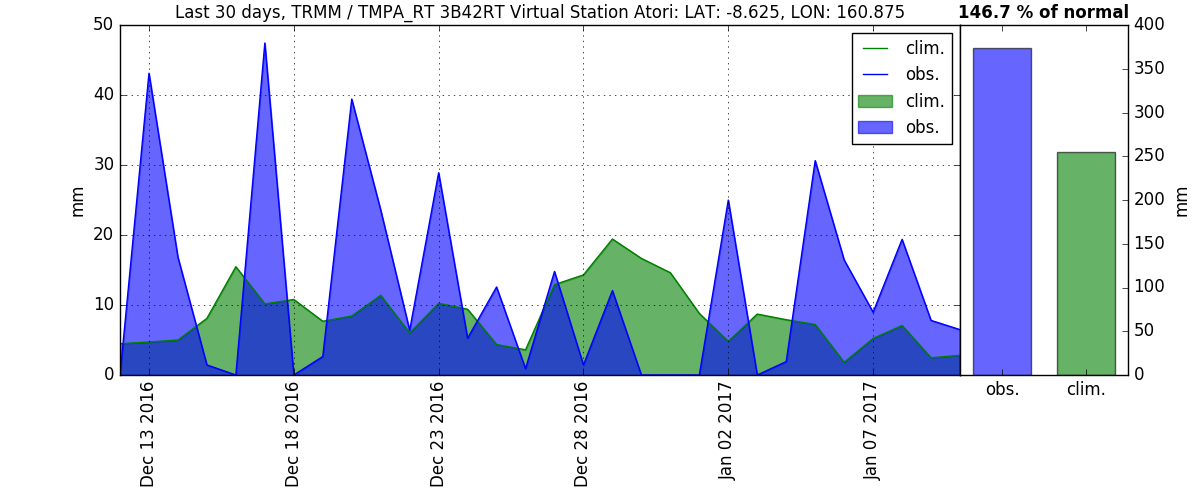 Last 30 days, TRMM / TMPA_RT 3B42RT Virtual Station Atori: LAT: -8.625, LON: 160.875
146.7 % of normal
50
40
30
20
10
0
mm
clim.
obs.
clim.
obs.
Dec 13 2016
Dec 18 2016
Dec 23 2016
Dec 28 2016
Jan 02 2017
Jan 07 2017
400
350
300
250
200
150
100
50
0
mm
obs.
clim.